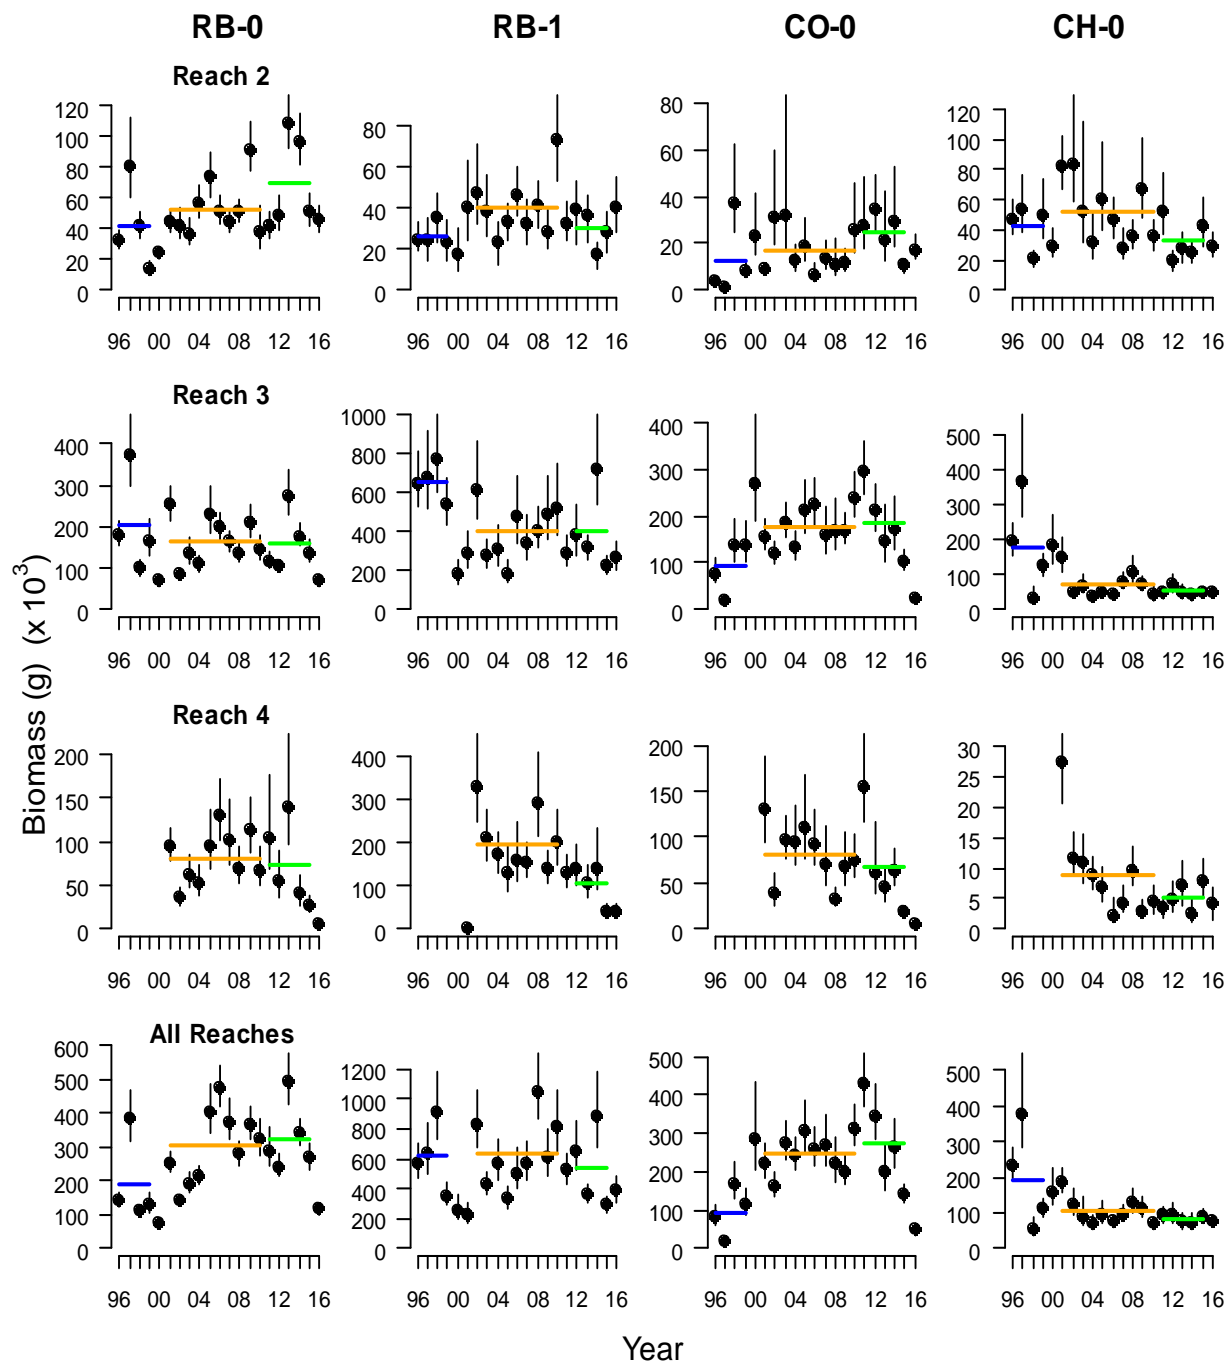 RB-0 RB-1 CO-0 CH-0
Reach 2
120 100 80 60 40 20 0
80 60 40 20 0
80 60 40 20 0
120 100 80 60 40 20 0
96 00 04 08 12 16 96 00 04 08 12 16 96 00 04 08 12 16 96 00 04 08 12 16
Reach 3
400 300 200 100 0
1000 800 600 400 200 0
400 300 200 100 0
500 400 300 200 100 0
96 00 04 08 12 16 96 00 04 08 12 16 96 00 04 08 12 16 96 00 04 08 12 16
Biomass (g) (x 10³)
Reach 4
200 150 100 50 0
400 300 200 100 0
200 150 100 50 0
30 25 20 15 10 5 0
96 00 04 08 12 16 96 00 04 08 12 16 96 00 04 08 12 16 96 00 04 08 12 16
All Reaches
600 500 400 300 200 100 0
1200 1000 800 600 400 200 0
500 400 300 200 100 0
500 400 300 200 100 0
96 00 04 08 12 16 96 00 04 08 12 16 96 00 04 08 12 16 96 00 04 08 12 16
Year